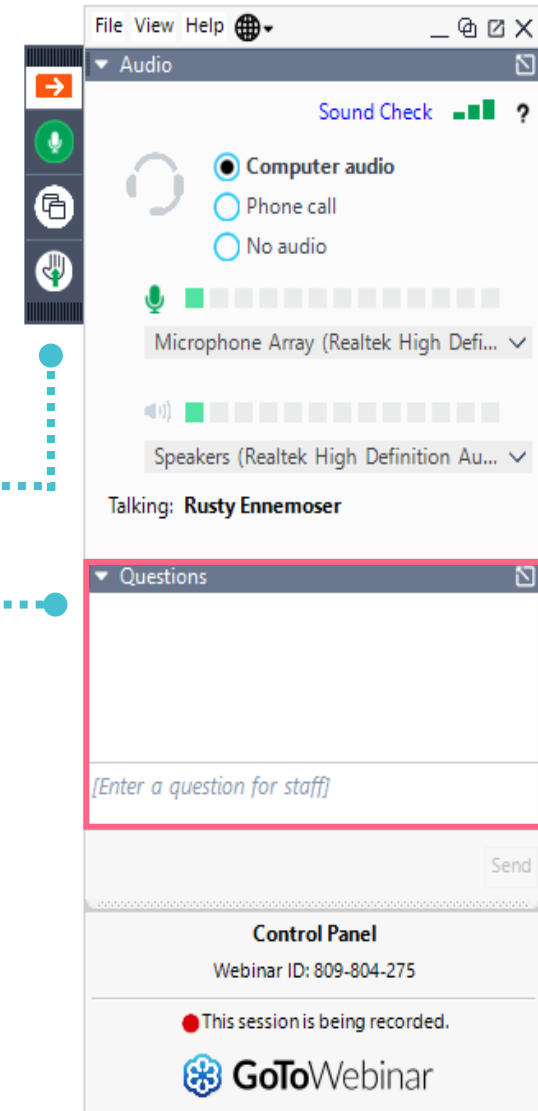 File View Help
Audio
Sound Check ?
Computer audio
Phone call
No audio
Microphone Array (Realtek High Defi...
Speakers (Realtek High Definition Au...
Talking: Rusty Ennemoser
Questions
[Enter a question for staff]
Send
Control Panel
Webinar ID: 809-804-275
This session is being recorded.
GoToWebinar